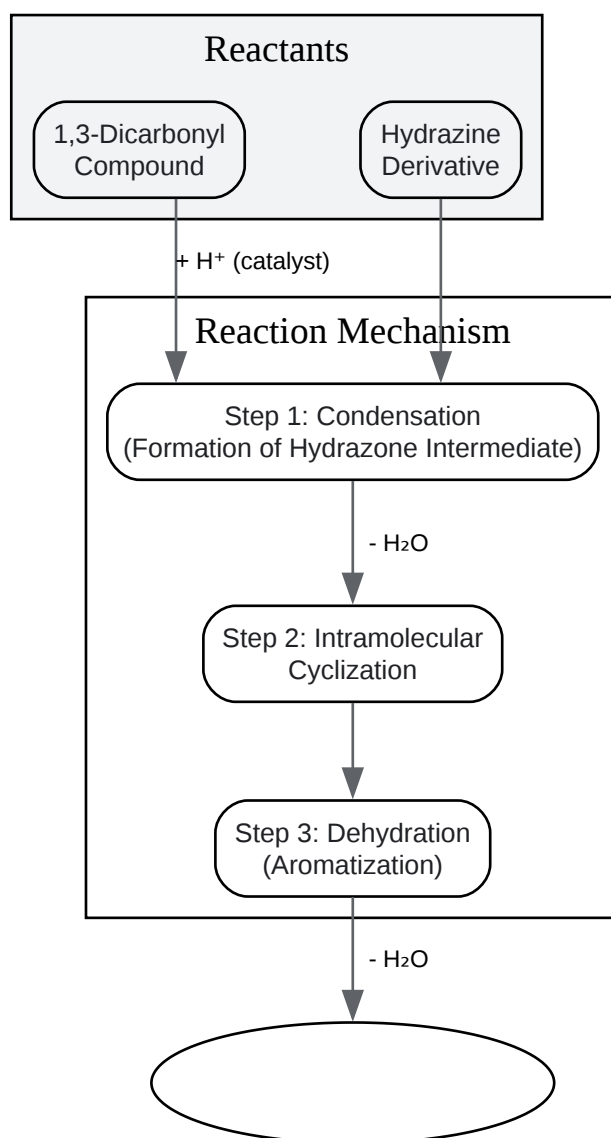 Reactants
1,3-Dicarbonyl
Compound
Hydrazine
Derivative
+ H⁺ (catalyst)
Reaction Mechanism
Step 1: Condensation
(Formation of Hydrazone Intermediate)
- H₂O
Step 2: Intramolecular
Cyclization
Step 3: Dehydration
(Aromatization)
- H₂O